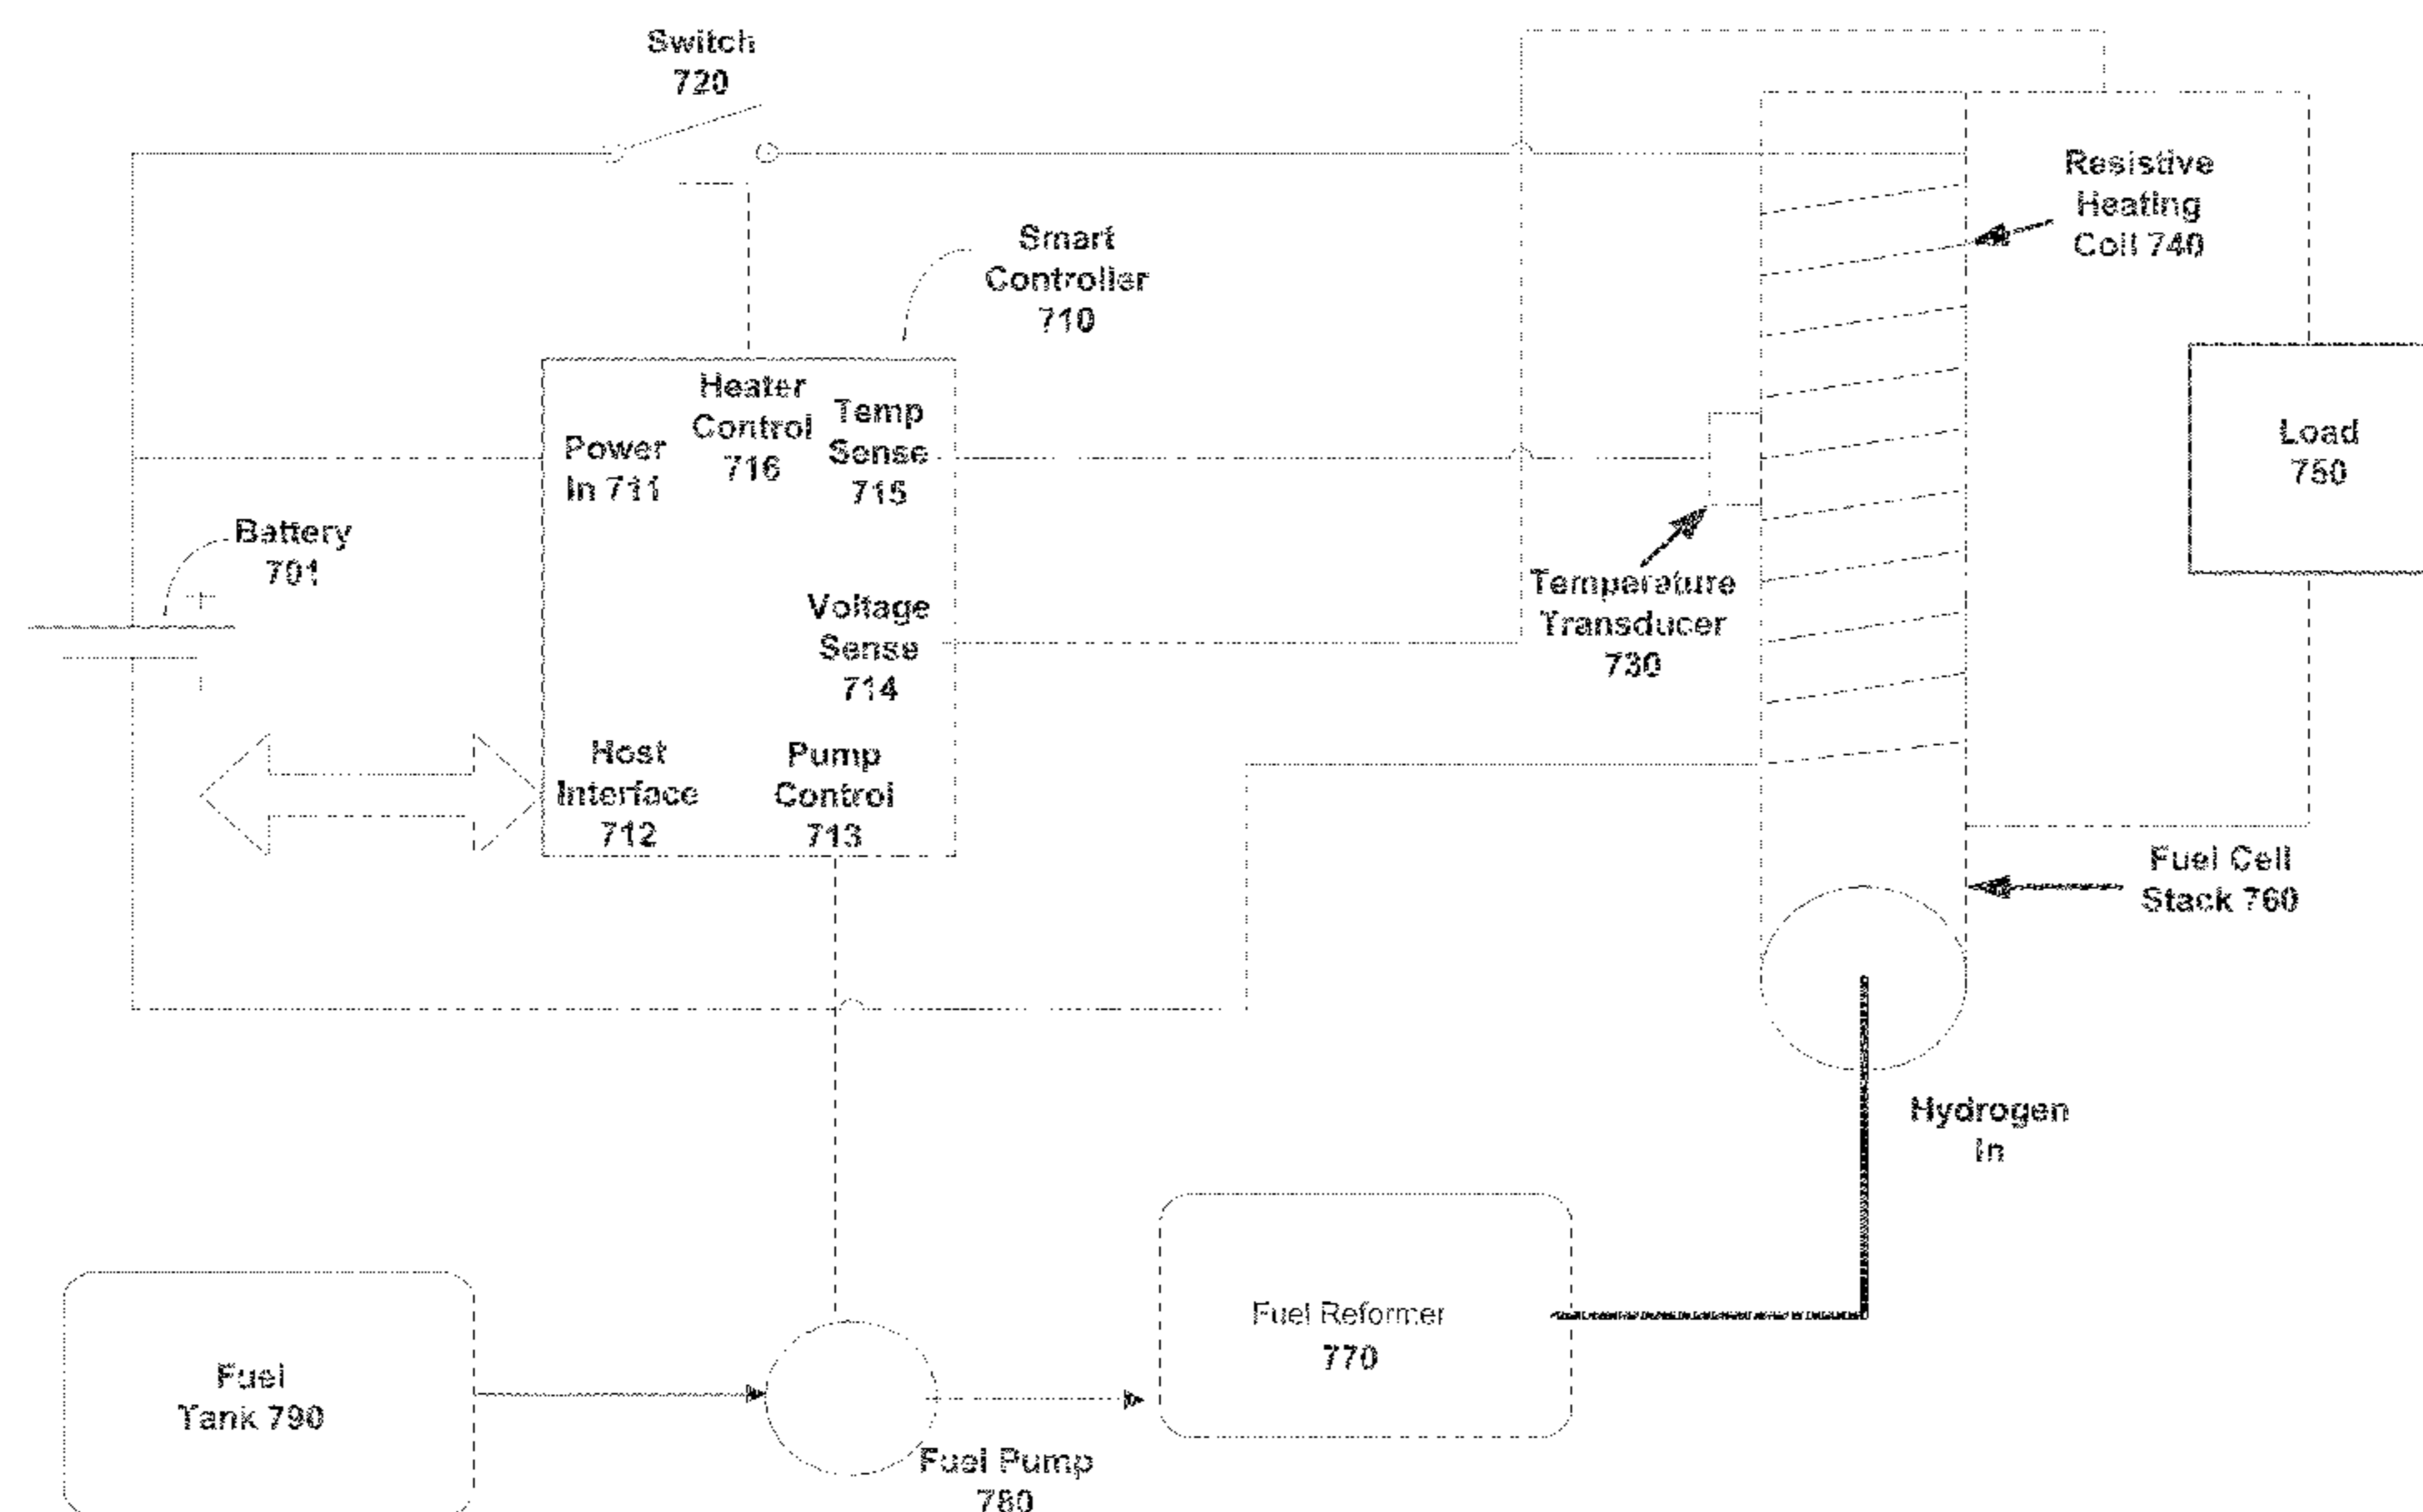 Switch
720
Resistive
Heating
Coil 740
Smart
Controller
710
Heater
Control
716
Temp
Sense
715
Power
In 711
Load
750
Battery
701
+
-
Temperature
Transducer
730
Voltage
Sense
714
Host
Interface
712
Pump
Control
713
Fuel Cell
Stack 760
Hydrogen
In
Fuel Reformer
770
Fuel
Tank 790
Fuel Pump
780